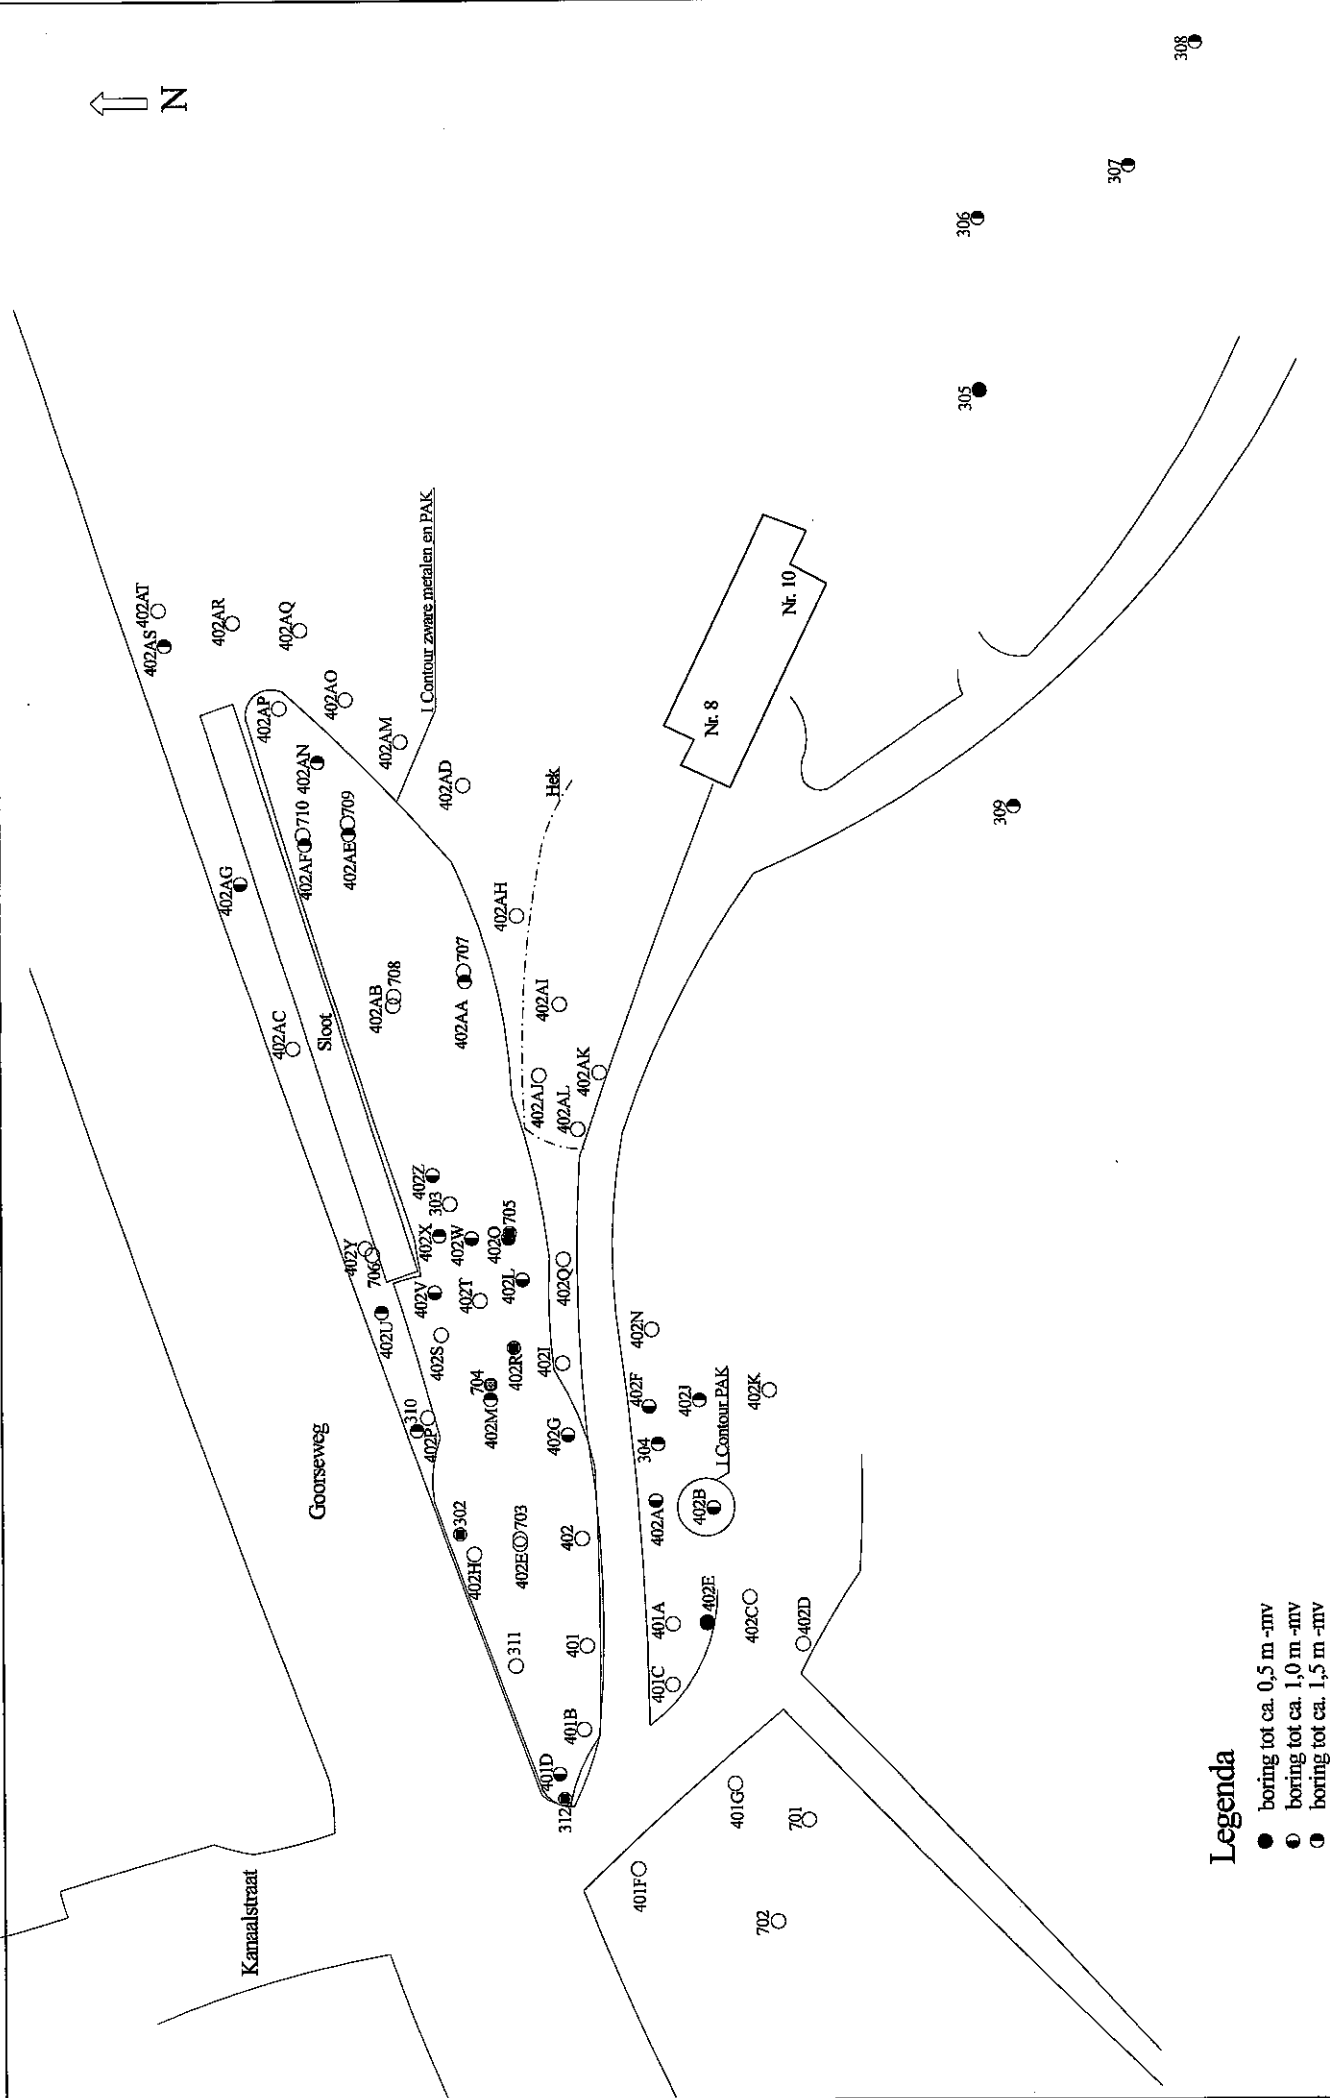 N
Kanaalstraat
Goorseweg
Sloot
Hek
I Contour zware metalen en PAK
I Contour PAK
Nr. 8
Nr. 10
308
307
306
305
309
402AT
402AS
402AR
402AQ
402AO
402AP
402AM
402AN
402AD
710
402AF
709
402AE
402AG
402AH
402AI
402AJ
402AK
402AL
707
402AA
708
402AB
402AC
402Z
303
402X
402W
402O
705
402Y
706
402V
402T
402L
402Q
402U
402S
402R
402I
704
402M
310
402P
402G
402N
402F
402J
402K
304
402A
402B
302
402H
703
402E
402
311
401
401A
402E
402C
402D
401C
401B
401D
312
401G
701
401F
702
Legenda
boring tot ca. 0,5 m -mv
boring tot ca. 1,0 m -mv
boring tot ca. 1,5 m -mv